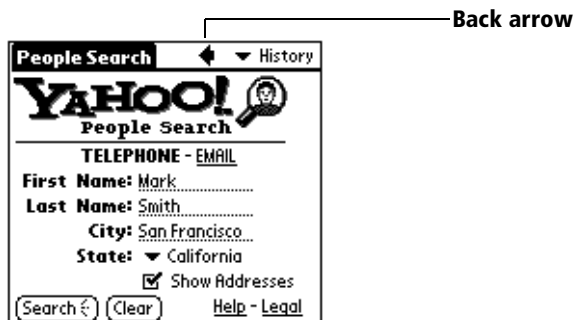 Back arrow
People Search History
YAHOO!
People Search
TELEPHONE - EMAIL
First Name: Mark
Last Name: Smith
City: San Francisco
State: California
Show Addresses
Search Clear Help - Legal